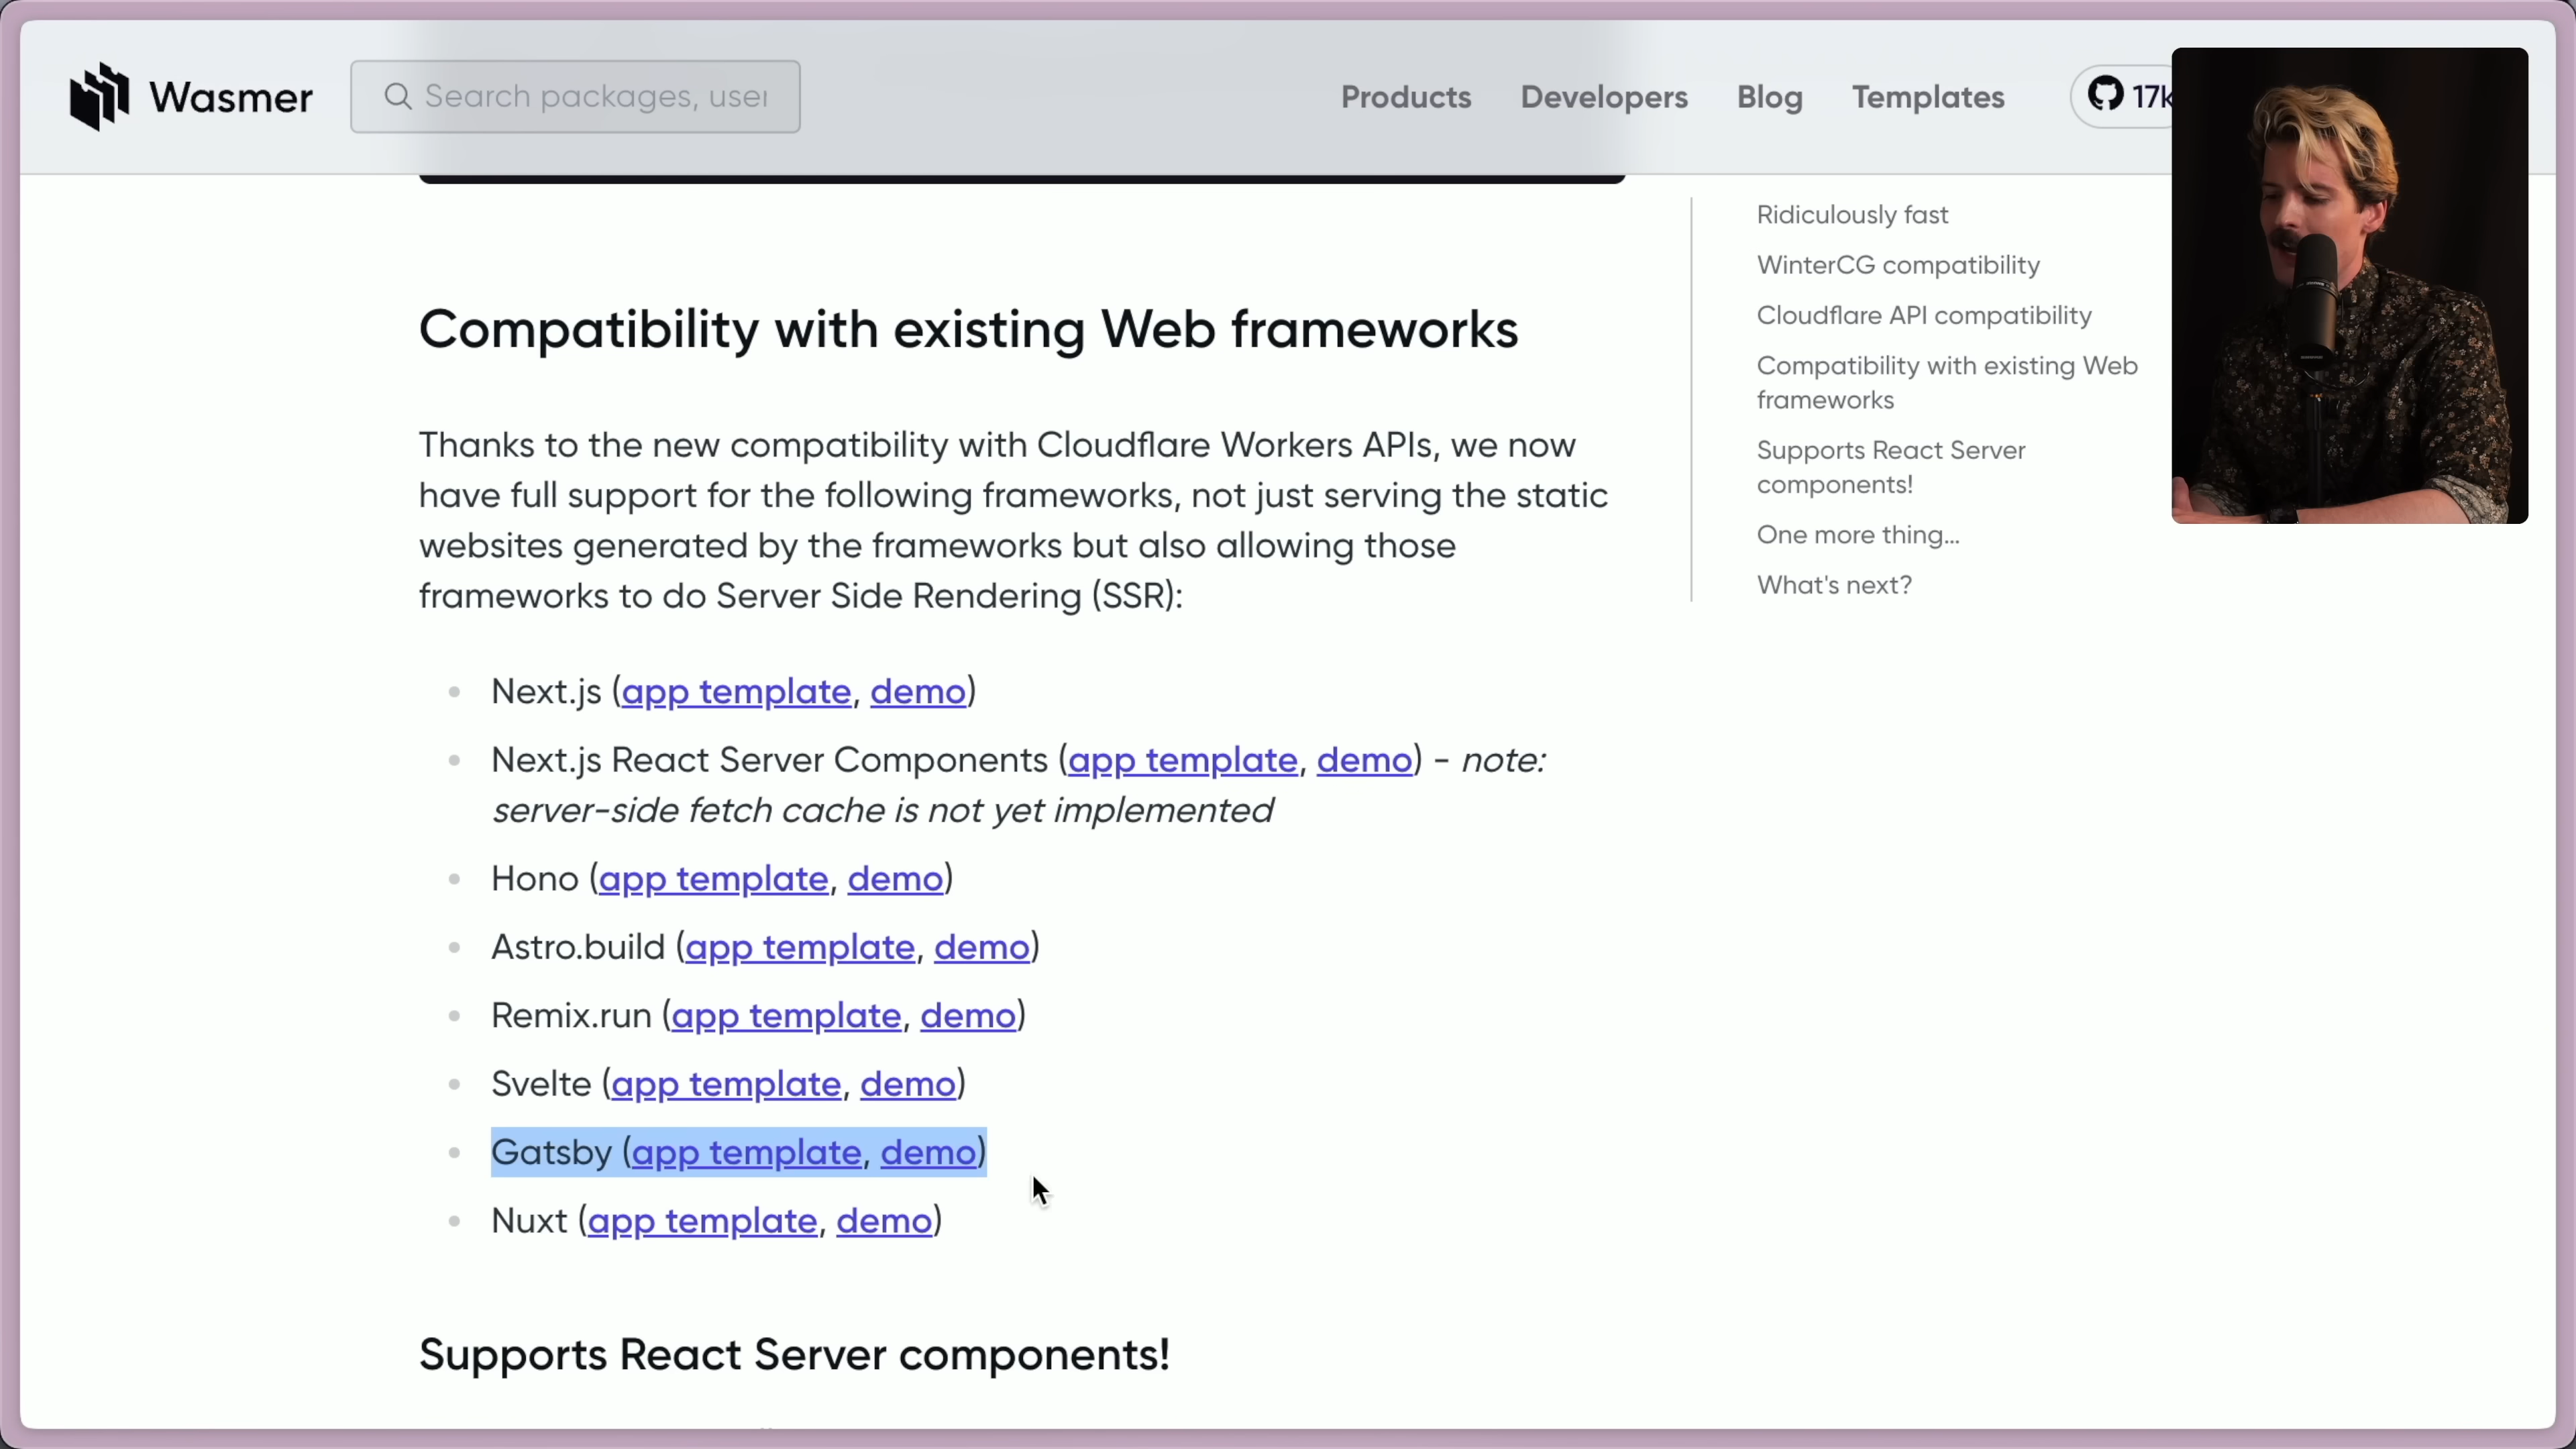 Wasmer
Search packages, user
Products
Developers
Blog
Templates
17k
Compatibility with existing Web frameworks
Thanks to the new compatibility with Cloudflare Workers APIs, we now
have full support for the following frameworks, not just serving the static
websites generated by the frameworks but also allowing those
frameworks to do Server Side Rendering (SSR):
Next.js (app template, demo)
Next.js React Server Components (app template, demo) - note:
server-side fetch cache is not yet implemented
Hono (app template, demo)
Astro.build (app template, demo)
Remix.run (app template, demo)
Svelte (app template, demo)
Gatsby (app template, demo)
Nuxt (app template, demo)
Supports React Server components!
Ridiculously fast
WinterCG compatibility
Cloudflare API compatibility
Compatibility with existing Web
frameworks
Supports React Server
components!
One more thing...
What's next?